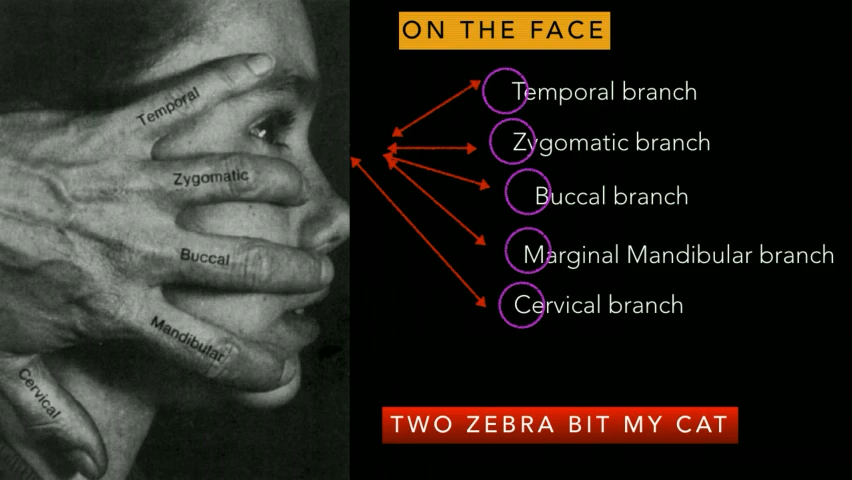 ON THE FACE
Temporal branch
Zygomatic branch
Buccal branch
Marginal Mandibular branch
Cervical branch
TWO ZEBRA BIT MY CAT
Temporal
Zygomatic
Buccal
Mandibular
Cervical